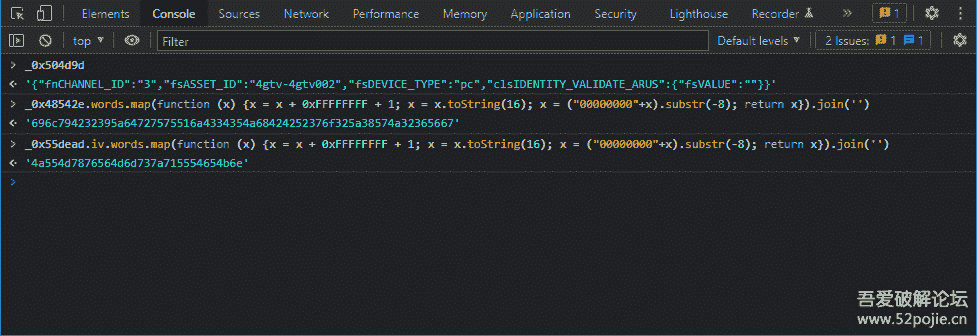 Elements Console Sources Network Performance Memory Application Security Lighthouse Recorder » 1
top Filter Default levels ▼ 2 Issues: 1 1
> _0x504d9d
'{"fnCHANNEL_ID":"3","fsASSET_ID":"4gtv-4gtv002","fsDEVICE_TYPE":"pc","clsIDENTITY_VALIDATE_ARUS":{"fsVALUE":""}}'
> _0x48542e.words.map(function (x) {x = x + 0xFFFFFFFF + 1; x = x.toString(16); x = ("00000000"+x).substr(-8); return x}).join('')
'696c794232395a64727575516a4334354a68424252376f325a38574a32365667'
> _0x55dead.iv.words.map(function (x) {x = x + 0xFFFFFFFF + 1; x = x.toString(16); x = ("00000000"+x).substr(-8); return x}).join('')
'4a554d7876564d6d737a715554654b6e'
>
吾爱破解论坛
www.52pojie.cn